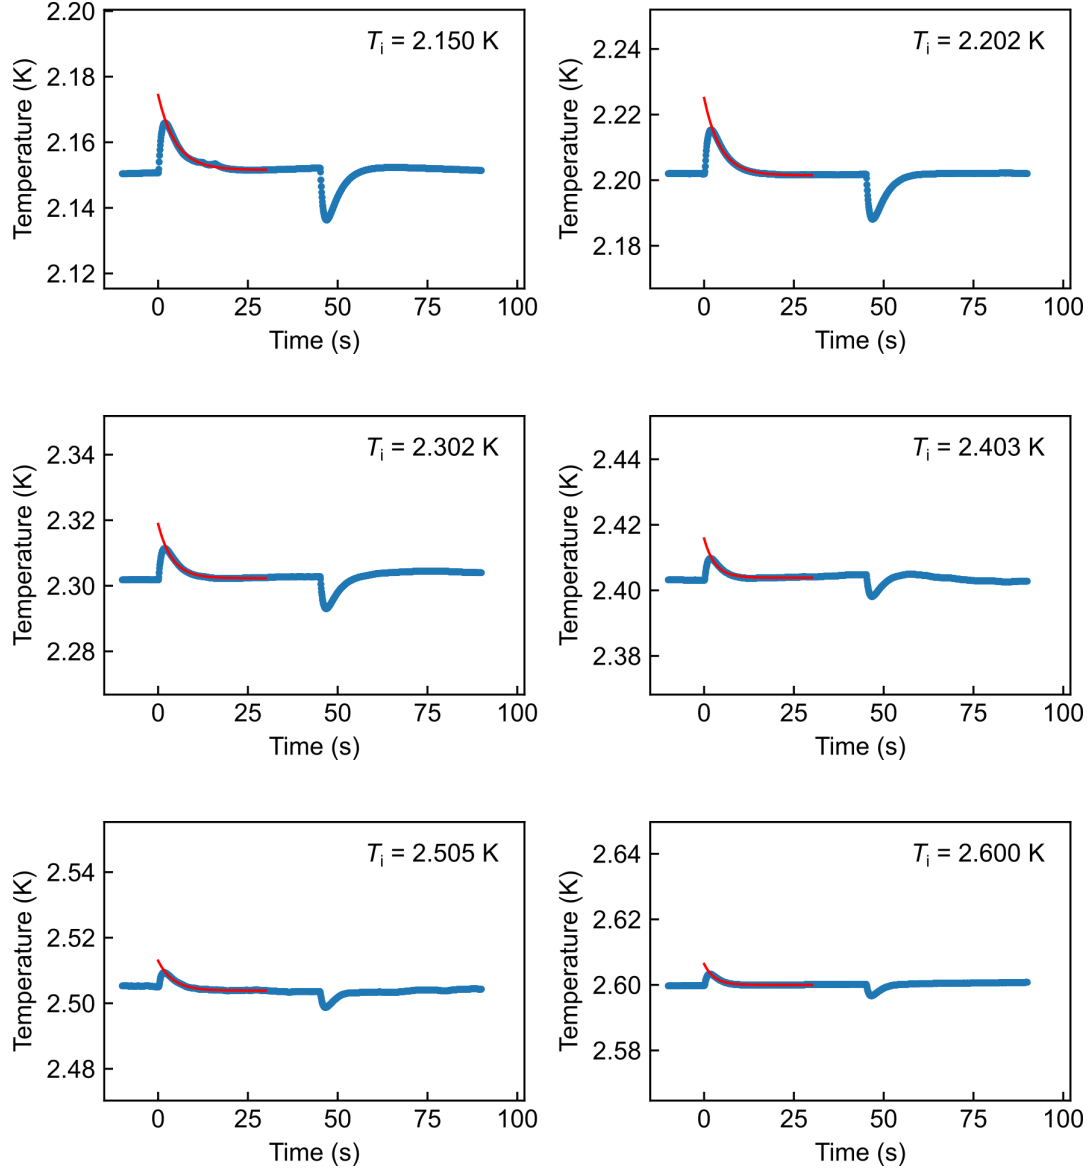 Temperature (K)
2.20
2.18
2.16
2.14
2.12
Tᵢ = 2.150 K
0 25 50 75 100
Time (s)
Temperature (K)
2.24
2.22
2.20
2.18
Tᵢ = 2.202 K
0 25 50 75 100
Time (s)
Temperature (K)
2.34
2.32
2.30
2.28
Tᵢ = 2.302 K
0 25 50 75 100
Time (s)
Temperature (K)
2.44
2.42
2.40
2.38
Tᵢ = 2.403 K
0 25 50 75 100
Time (s)
Temperature (K)
2.54
2.52
2.50
2.48
Tᵢ = 2.505 K
0 25 50 75 100
Time (s)
Temperature (K)
2.64
2.62
2.60
2.58
Tᵢ = 2.600 K
0 25 50 75 100
Time (s)